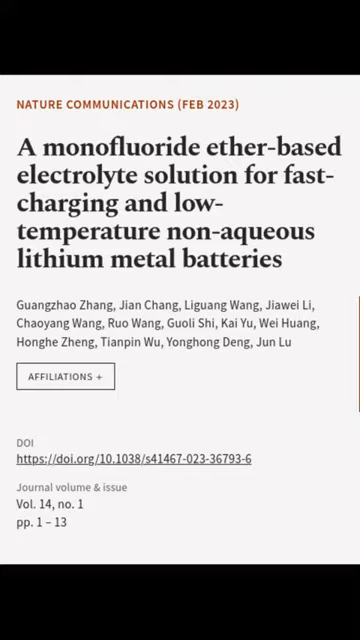 NATURE COMMUNICATIONS (FEB 2023)
A monofluoride ether-based
electrolyte solution for fast-
charging and low-
temperature non-aqueous
lithium metal batteries
Guangzhao Zhang, Jian Chang, Liguang Wang, Jiawei Li,
Chaoyang Wang, Ruo Wang, Guoli Shi, Kai Yu, Wei Huang,
Honghe Zheng, Tianpin Wu, Yonghong Deng, Jun Lu
AFFILIATIONS +
DOI
https://doi.org/10.1038/s41467-023-36793-6
Journal volume & issue
Vol. 14, no. 1
pp. 1 – 13